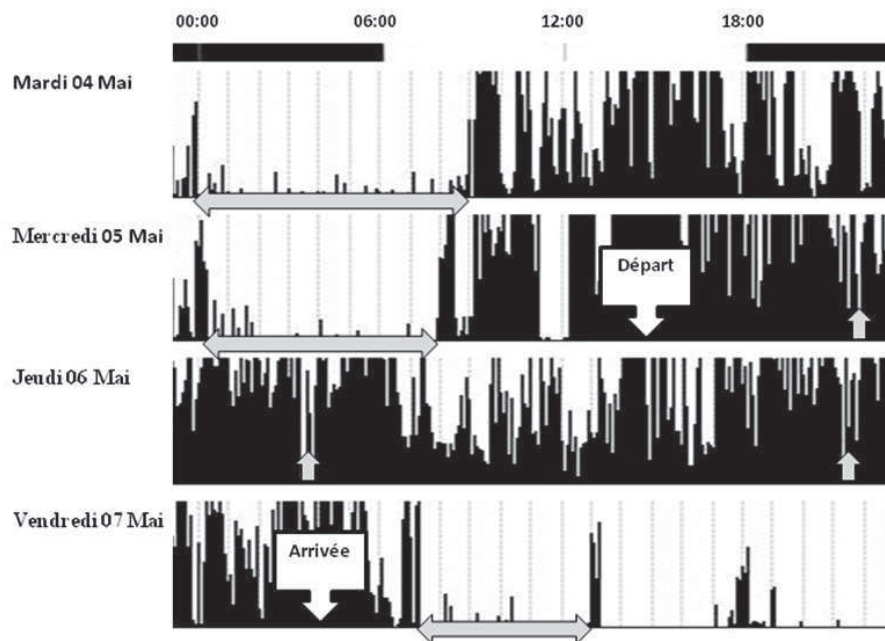 00:00 06:00 12:00 18:00
Mardi 04 Mai
Mercredi 05 Mai
Départ
Jeudi 06 Mai
Vendredi 07 Mai
Arrivée